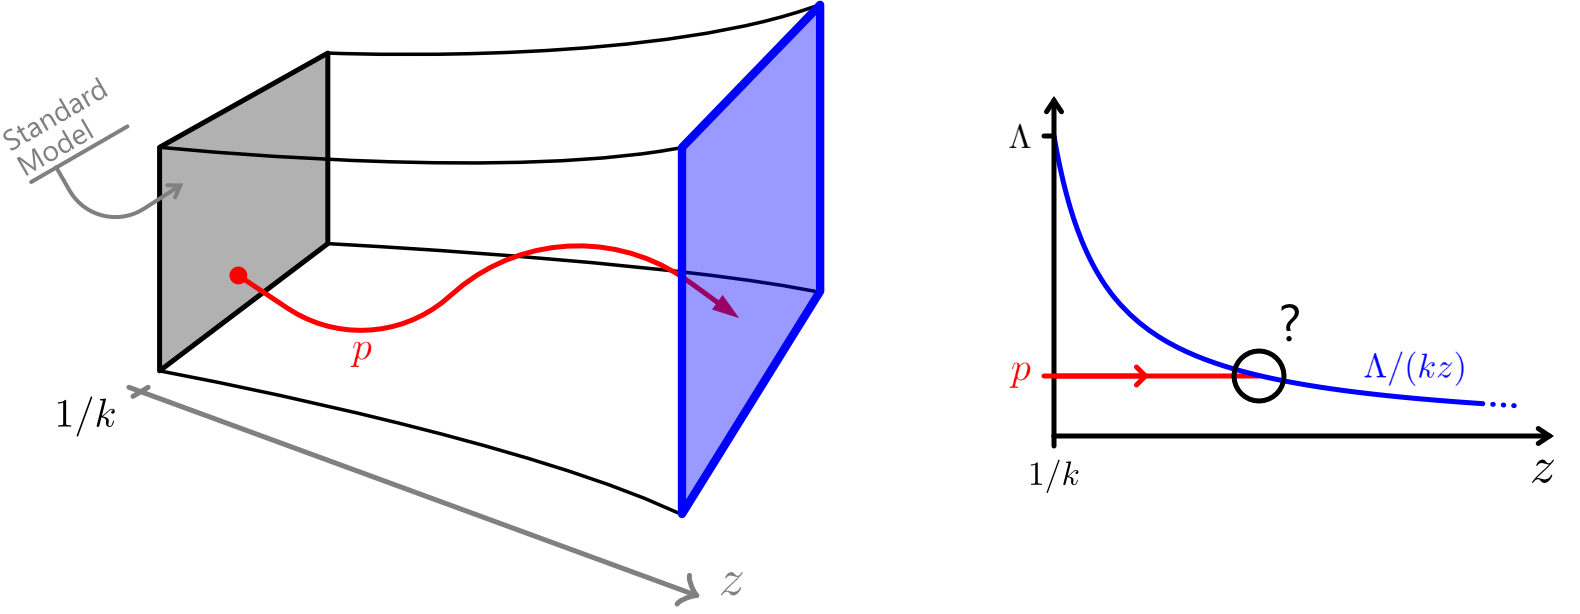 Standard
Model
p
1/k
z
Λ
p
?
Λ/(kz)
1/k
z